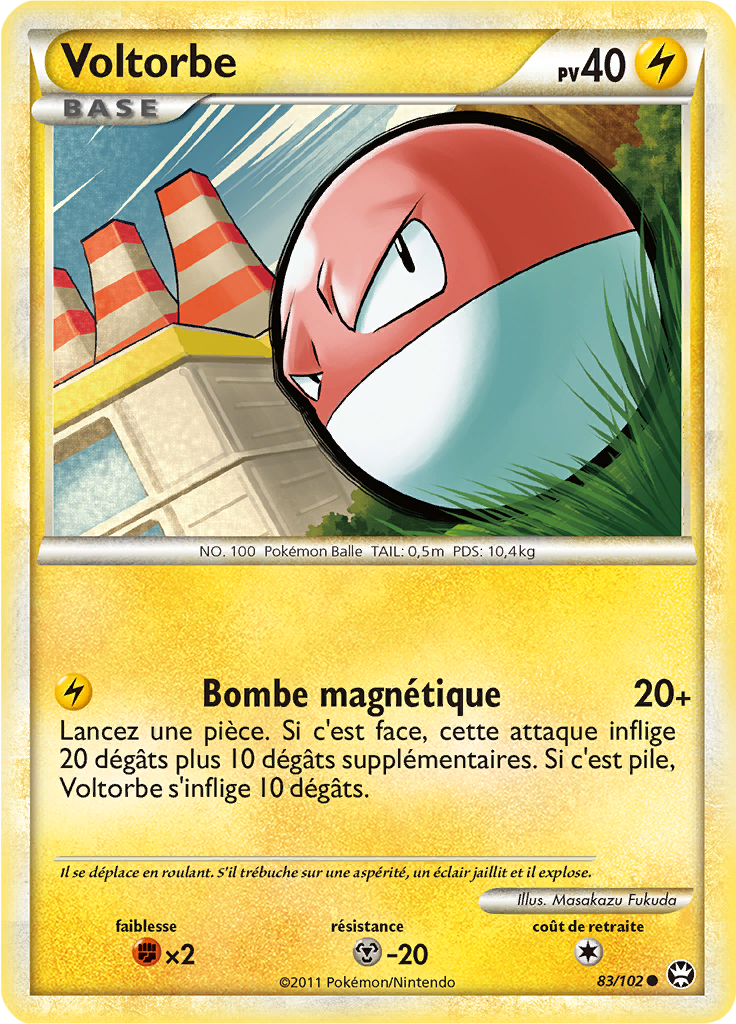 Voltorbe
PV 40
BASE
NO. 100 Pokémon Balle TAIL: 0,5m PDS: 10,4kg
Bombe magnétique 20+
Lancez une pièce. Si c'est face, cette attaque inflige
20 dégâts plus 10 dégâts supplémentaires. Si c'est pile,
Voltorbe s'inflige 10 dégâts.
Il se déplace en roulant. S'il trébuche sur une aspérité, un éclair jaillit et il explose.
Illus. Masakazu Fukuda
faiblesse résistance coût de retraite
×2 -20
©2011 Pokémon/Nintendo
83/102